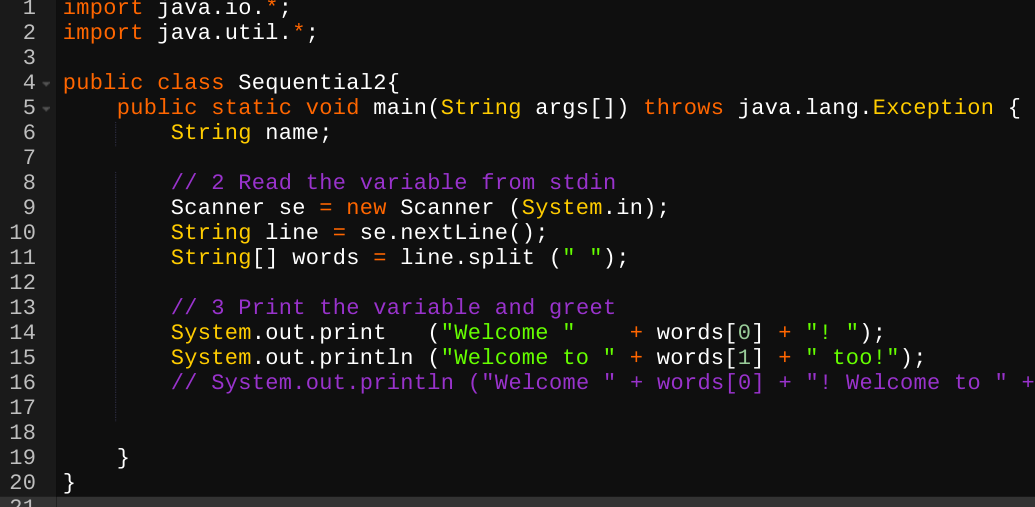 1 import java.io.*;
2 import java.util.*;
3
4 public class Sequential2{
5     public static void main(String args[]) throws java.lang.Exception {
6         String name;
7
8         // 2 Read the variable from stdin
9         Scanner se = new Scanner (System.in);
10         String line = se.nextLine();
11         String[] words = line.split (" ");
12
13         // 3 Print the variable and greet
14         System.out.print   ("Welcome "    + words[0] + "! ");
15         System.out.println ("Welcome to " + words[1] + " too!");
16         // System.out.println ("Welcome " + words[0] + "! Welcome to " +
17
18
19     }
20 }
21